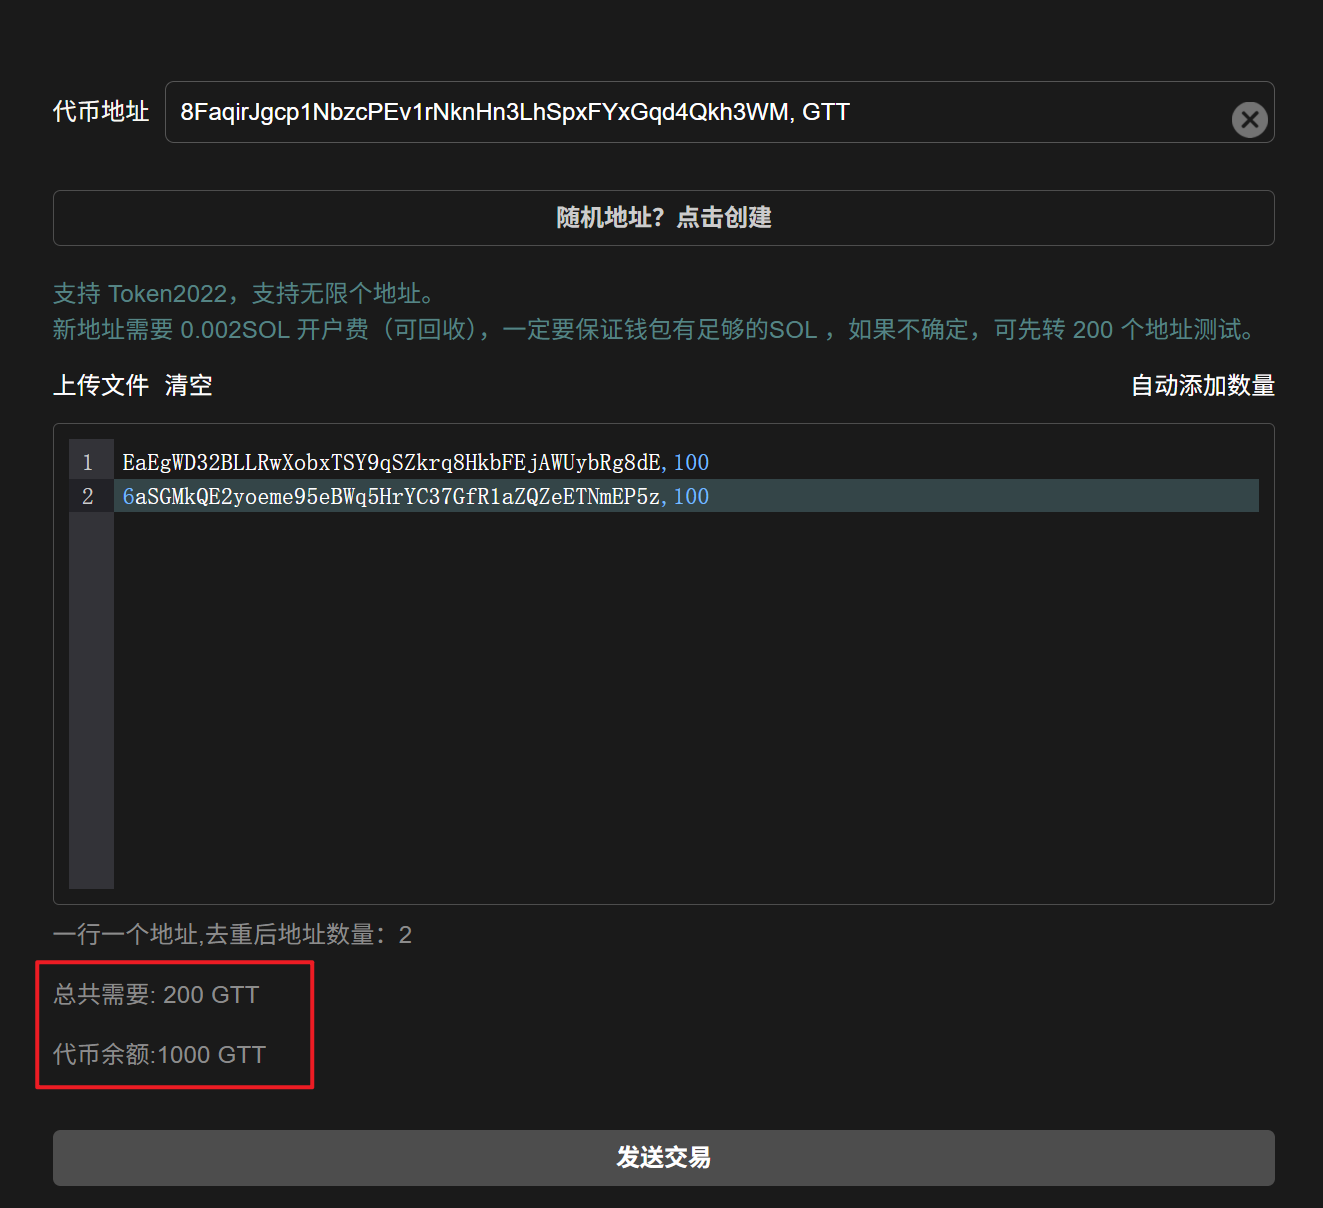 代币地址
8FaqirJgcp1NbzcPEv1rNknHn3LhSpxFYxGqd4Qkh3WM, GTT
随机地址？点击创建
支持 Token2022，支持无限个地址。
新地址需要 0.002SOL 开户费（可回收），一定要保证钱包有足够的SOL ，如果不确定，可先转 200 个地址测试。
上传文件 清空
自动添加数量
1 EaEgWD32BLLRwXobxTSY9qSZkrq8HkbFEjAWUybRg8dE,100
2 6aSGMkQE2yoeme95eBWq5HrYC37GfR1aZQZeETNmEP5z,100
一行一个地址,去重后地址数量：2
总共需要: 200 GTT
代币余额:1000 GTT
发送交易